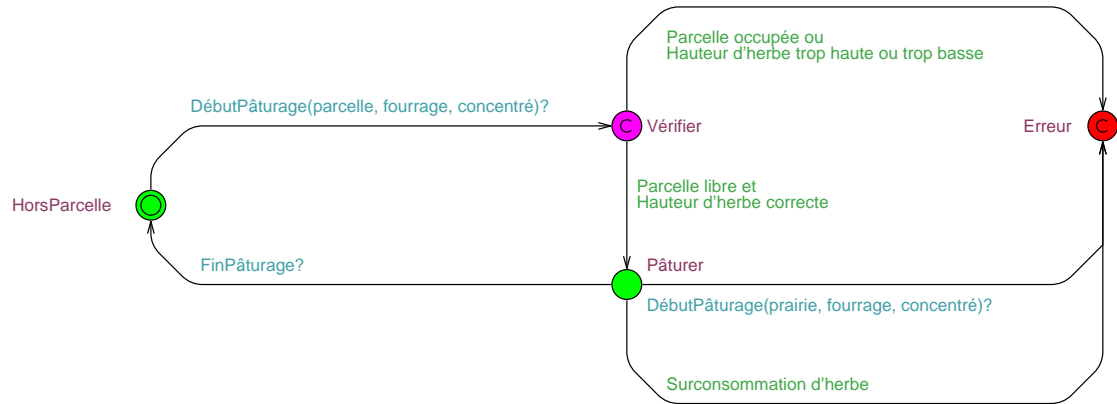 Parcelle occupée ou
Hauteur d'herbe trop haute ou trop basse
DébutPâturage(parcelle, fourrage, concentré)?
C
Vérifier
Erreur
C
Parcelle libre et
Hauteur d'herbe correcte
HorsParcelle
FinPâturage?
Pâturer
DébutPâturage(prairie, fourrage, concentré)?
Surconsommation d'herbe